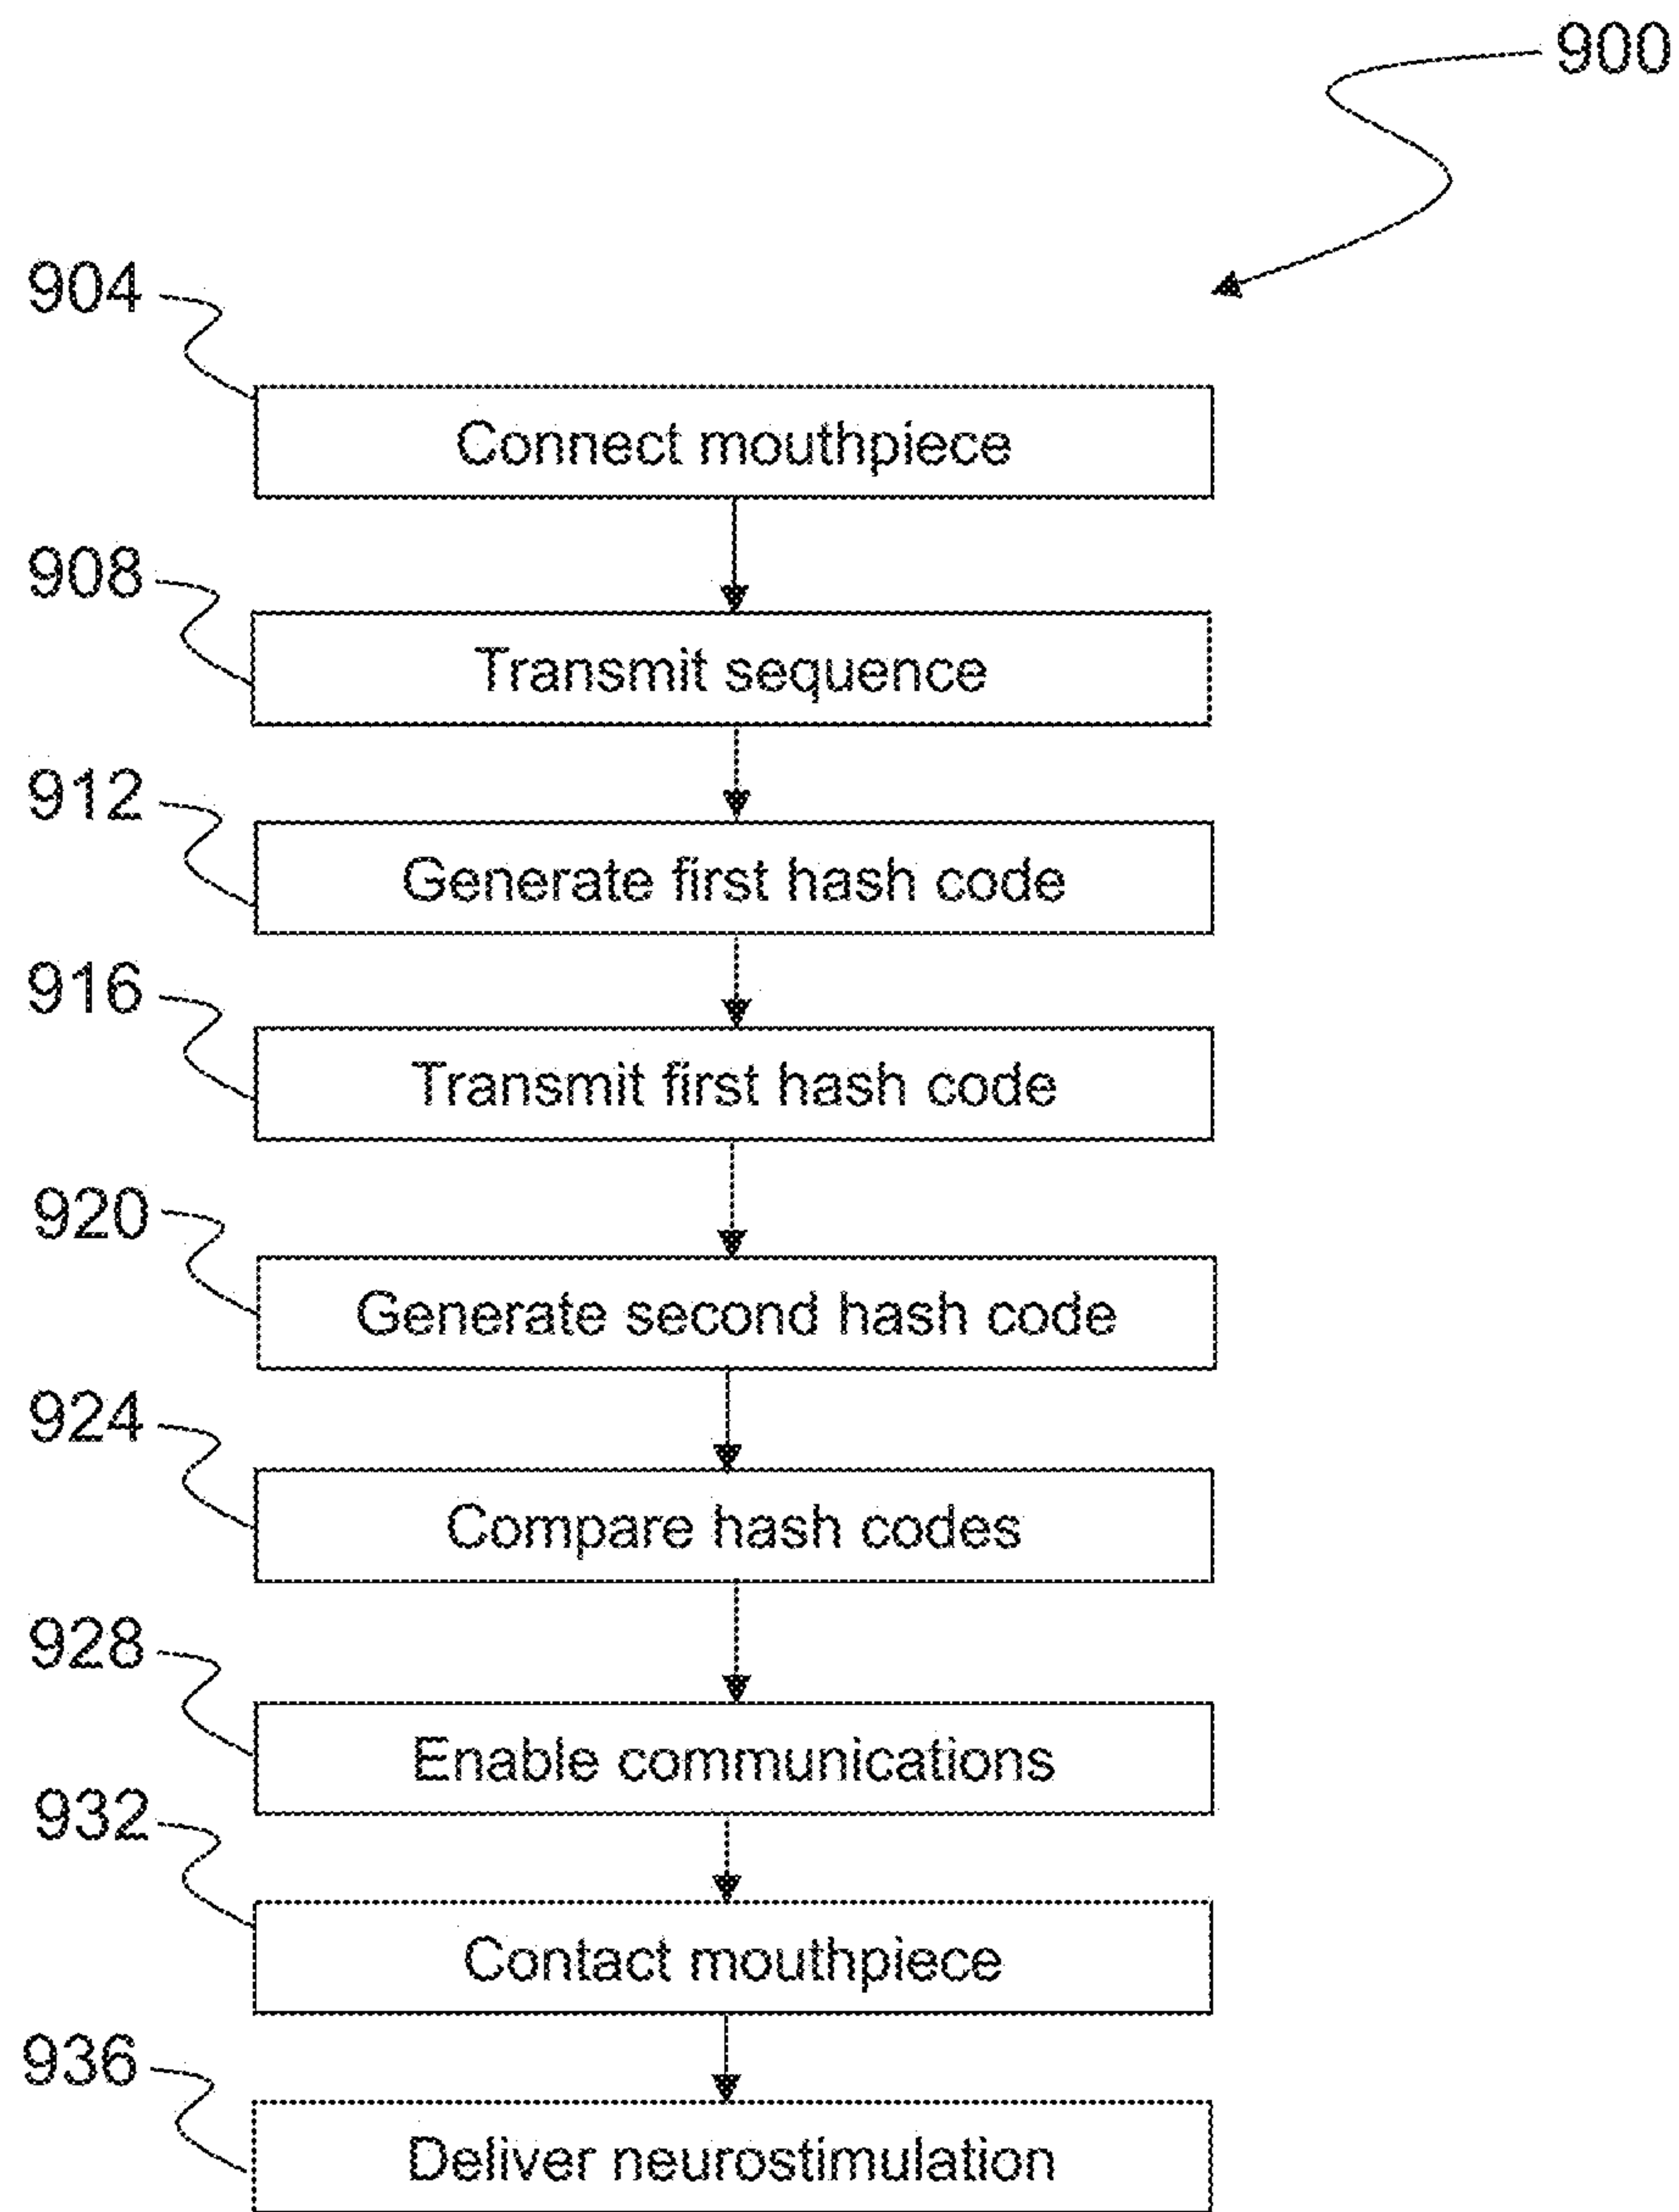 900
904
Connect mouthpiece
908
Transmit sequence
912
Generate first hash code
916
Transmit first hash code
920
Generate second hash code
924
Compare hash codes
928
Enable communications
932
Contact mouthpiece
936
Deliver neurostimulation